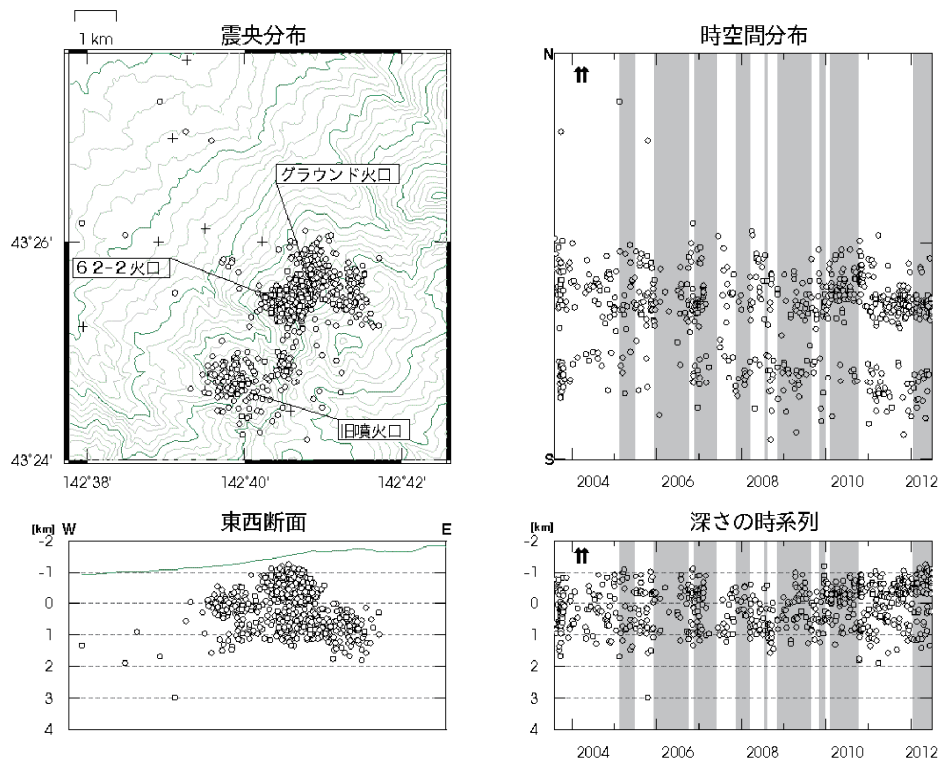 1 km
震央分布
グラウンド火口
43°26'
62-2火口
旧噴火口
43°24'
142°38'
142°40'
142°42'
時空間分布
N
⇈
S
2004
2006
2008
2010
2012
東西断面
[km]
W
E
-2
-1
0
1
2
3
4
深さの時系列
[km]
⇈
-2
-1
0
1
2
3
4
2004
2006
2008
2010
2012